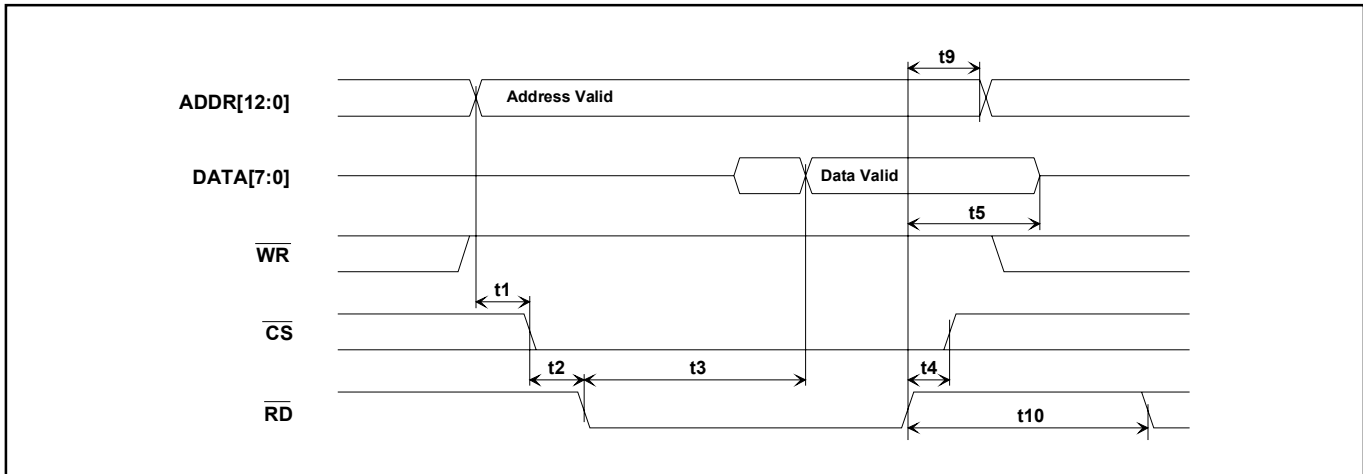 t9
ADDR[12:0]
Address Valid
DATA[7:0]
Data Valid
t5
WR
t1
CS
t2
t3
t4
RD
t10